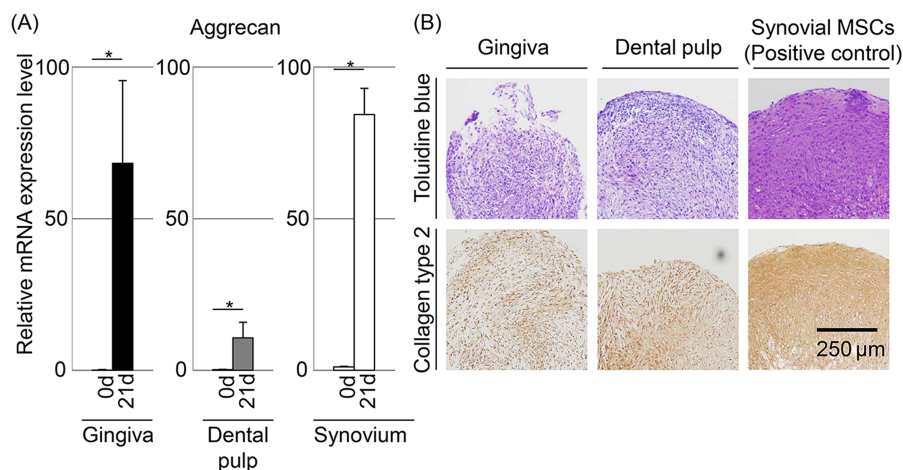 (A)
Aggrecan
Relative mRNA expression level
100
50
0
*
0d
21d
Gingiva
100
50
0
*
0d
21d
Dental
pulp
100
50
0
*
0d
21d
Synovium
(B)
Gingiva
Dental pulp
Synovial MSCs
(Positive control)
Toluidine blue
Collagen type 2
250 μm